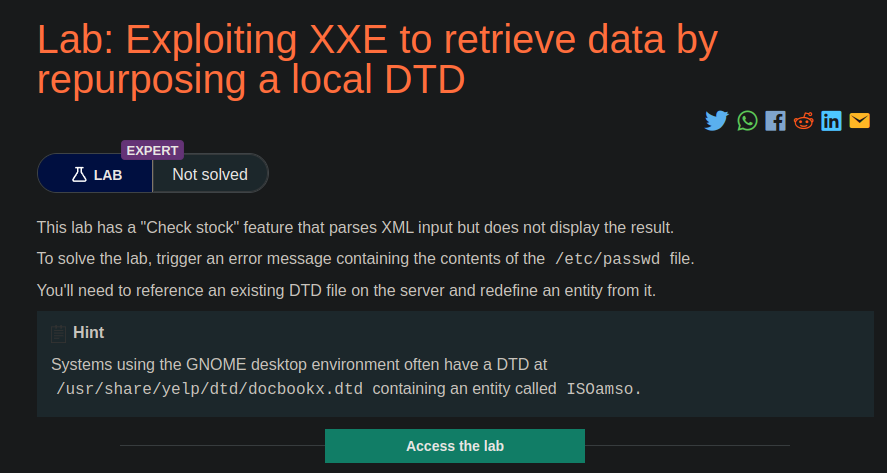 Lab: Exploiting XXE to retrieve data by
repurposing a local DTD
EXPERT
LAB
Not solved
This lab has a "Check stock" feature that parses XML input but does not display the result.
To solve the lab, trigger an error message containing the contents of the /etc/passwd file.
You'll need to reference an existing DTD file on the server and redefine an entity from it.
Hint
Systems using the GNOME desktop environment often have a DTD at
/usr/share/yelp/dtd/docbookx.dtd containing an entity called ISOamso.
Access the lab